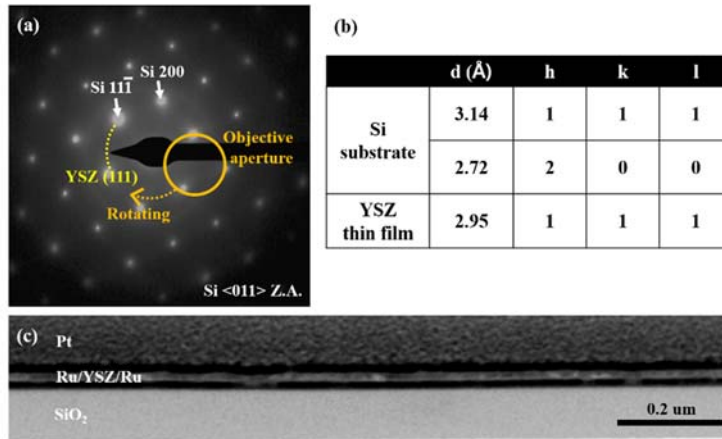 (a)
Si 111̅
Si 200
Objective
aperture
YSZ (111)
Rotating
Si <011> Z.A.
(b)
d (Å) h k l
Si
substrate
3.14 1 1 1
2.72 2 0 0
YSZ
thin film
2.95 1 1 1
(c)
Pt
Ru/YSZ/Ru
SiO₂
0.2 um